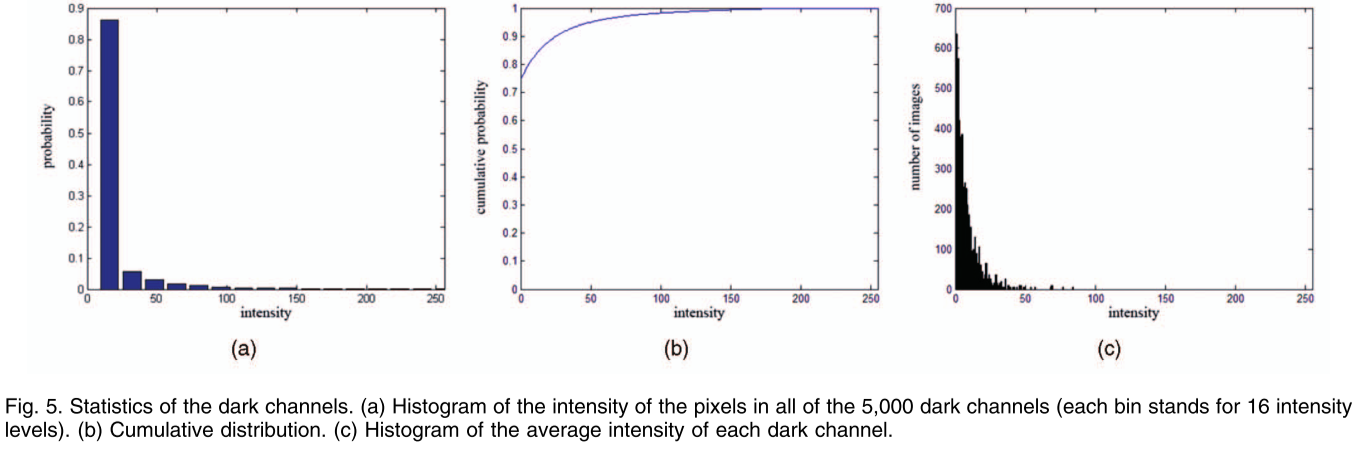 0.9
0.8
0.7
0.6
0.5
0.4
0.3
0.2
0.1
0
probability
0 50 100 150 200 250
intensity
(a)
1
0.9
0.8
0.7
0.6
0.5
0.4
0.3
0.2
0.1
0
cumulative probability
0 50 100 150 200 250
intensity
(b)
700
600
500
400
300
200
100
0
number of images
0 50 100 150 200 250
intensity
(c)
Fig. 5. Statistics of the dark channels. (a) Histogram of the intensity of the pixels in all of the 5,000 dark channels (each bin stands for 16 intensity
levels). (b) Cumulative distribution. (c) Histogram of the average intensity of each dark channel.